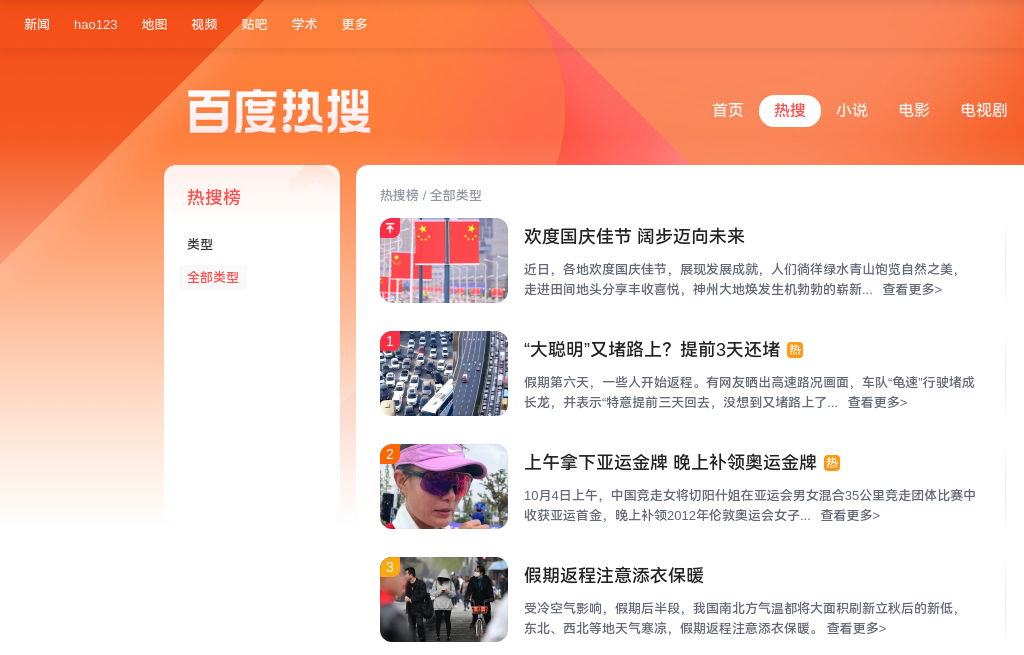 新闻 hao123 地图 视频 贴吧 学术 更多
百度热搜
首页 热搜 小说 电影 电视剧
热搜榜
类型
全部类型
热搜榜 / 全部类型
欢度国庆佳节 阔步迈向未来
近日，各地欢度国庆佳节，展现发展成就，人们徜徉绿水青山饱览自然之美，
走进田间地头分享丰收喜悦，神州大地焕发生机勃勃的崭新... 查看更多>
1
“大聪明”又堵路上？提前3天还堵 热
假期第六天，一些人开始返程。有网友晒出高速路况画面，车队“龟速”行驶堵成
长龙，并表示“特意提前三天回去，没想到又堵路上了... 查看更多>
2
上午拿下亚运金牌 晚上补领奥运金牌 热
10月4日上午，中国竞走女将切阳什姐在亚运会男女混合35公里竞走团体比赛中
收获亚运首金，晚上补领2012年伦敦奥运会女子... 查看更多>
3
假期返程注意添衣保暖
受冷空气影响，假期后半段，我国南北方气温都将大面积刷新立秋后的新低，
东北、西北等地天气寒凉，假期返程注意添衣保暖。 查看更多>